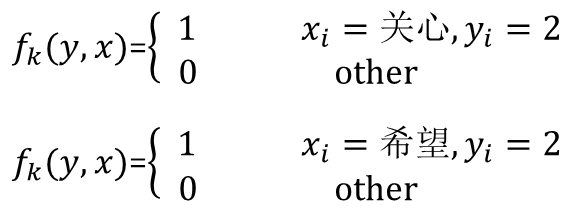 f_k(y, x)={ 1 x_i = 关心, y_i = 2
0 other
f_k(y, x)={ 1 x_i = 希望, y_i = 2
0 other